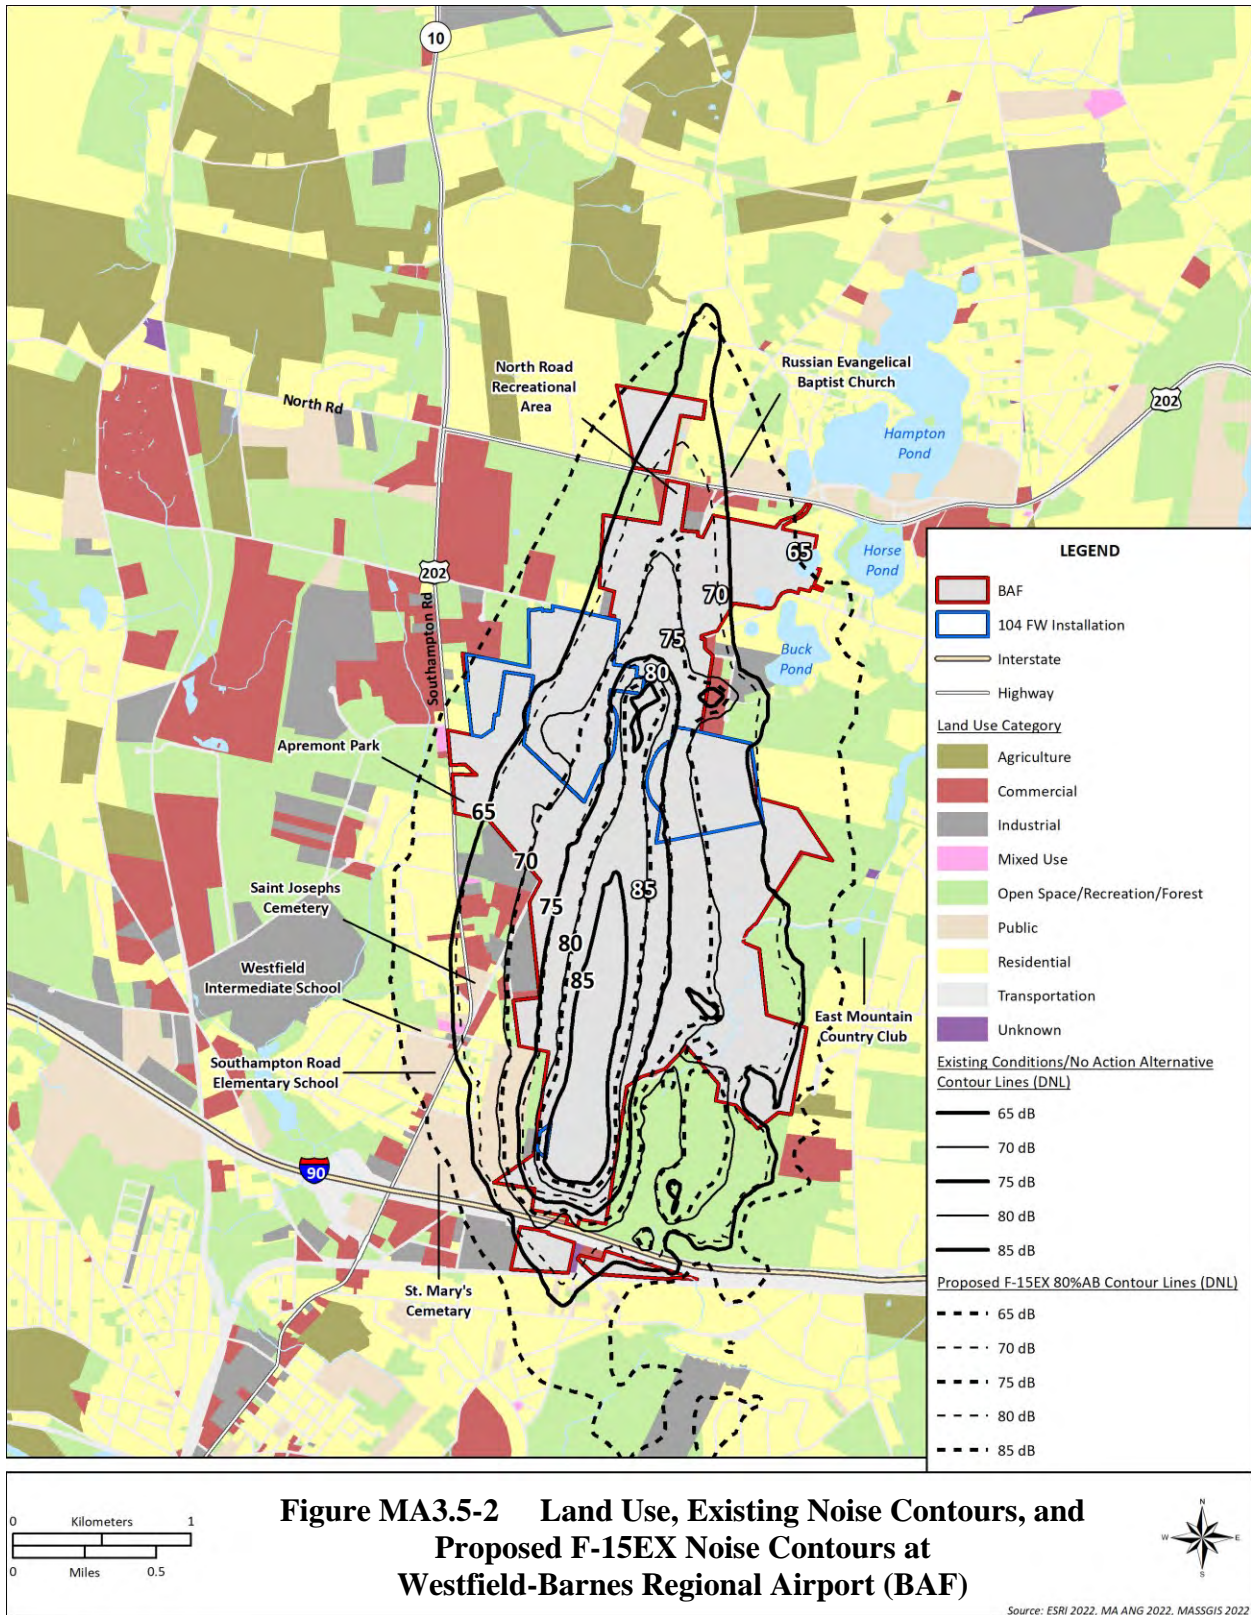 10
North Road
Recreational
Area
Russian Evangelical
Baptist Church
North Rd
202
Hampton
Pond
65
Horse
Pond
202
Southampton Rd
70
75
Buck
Pond
80
Apremont Park
65
70
Saint Josephs
Cemetery
75
85
80
Westfield
Intermediate School
85
East Mountain
Country Club
Southampton Road
Elementary School
90
St. Mary's
Cemetary
LEGEND
BAF
104 FW Installation
Interstate
Highway
Land Use Category
Agriculture
Commercial
Industrial
Mixed Use
Open Space/Recreation/Forest
Public
Residential
Transportation
Unknown
Existing Conditions/No Action Alternative
Contour Lines (DNL)
65 dB
70 dB
75 dB
80 dB
85 dB
Proposed F-15EX 80%AB Contour Lines (DNL)
65 dB
70 dB
75 dB
80 dB
85 dB
0 Kilometers 1
0 Miles 0.5
Figure MA3.5-2 Land Use, Existing Noise Contours, and
Proposed F-15EX Noise Contours at
Westfield-Barnes Regional Airport (BAF)
N
W E
S
Source: ESRI 2022, MA ANG 2022, MASSGIS 2022